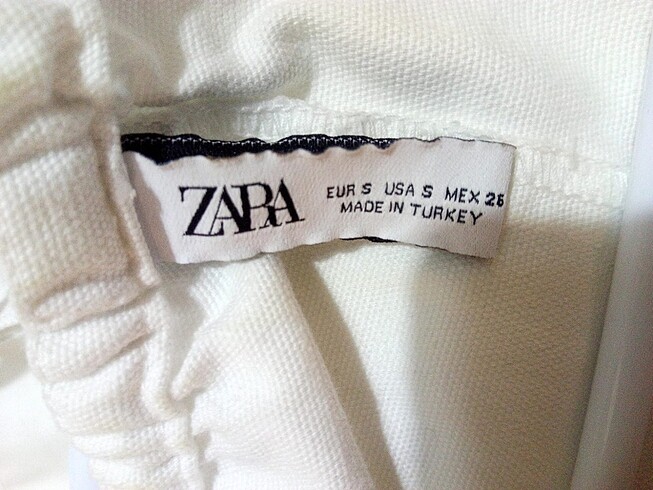 ZARA
EUR S USA S MEX 26
MADE IN TURKEY